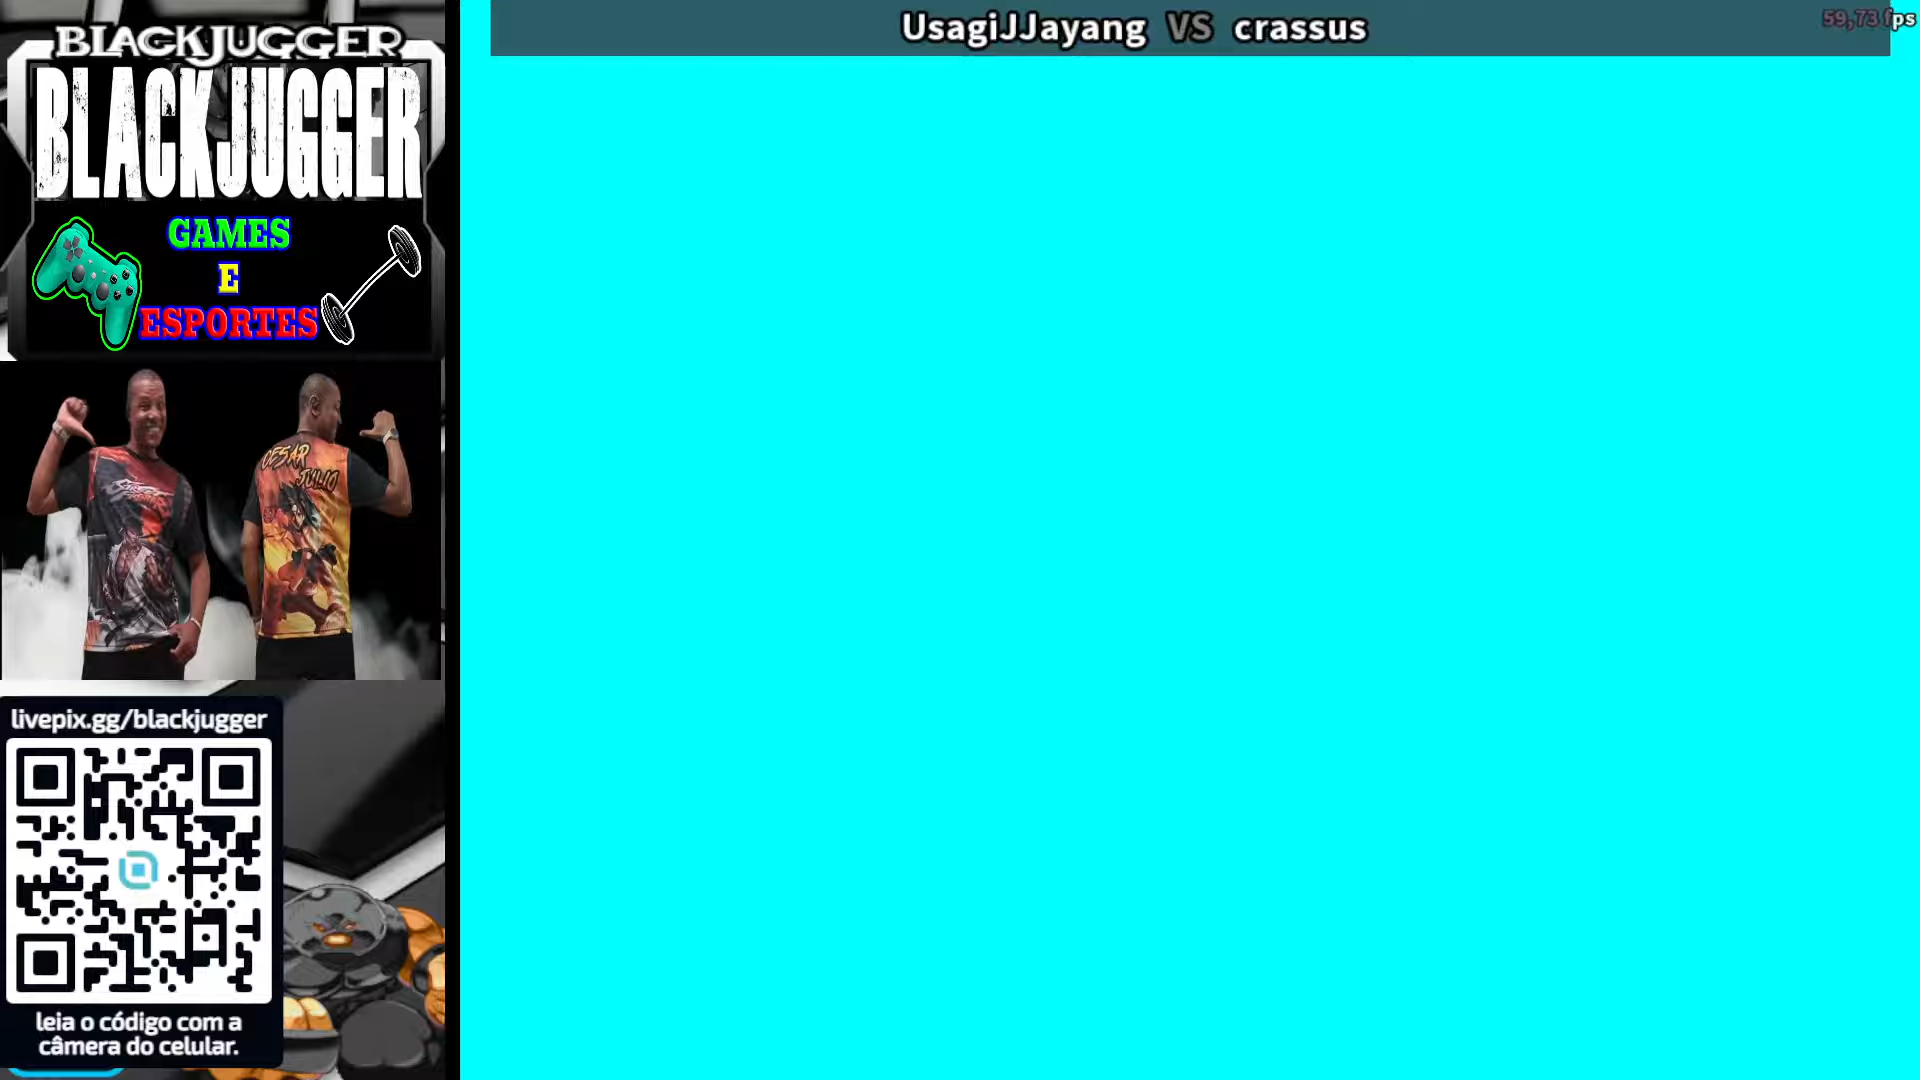 UsagiJJayang VS crassus
59,73 fps
BLACKJUGGER
BLACKJUGGER
GAMES
E
ESPORTES
CESAR
JULIO
livepix.gg/blackjugger
leia o código com a
câmera do celular.